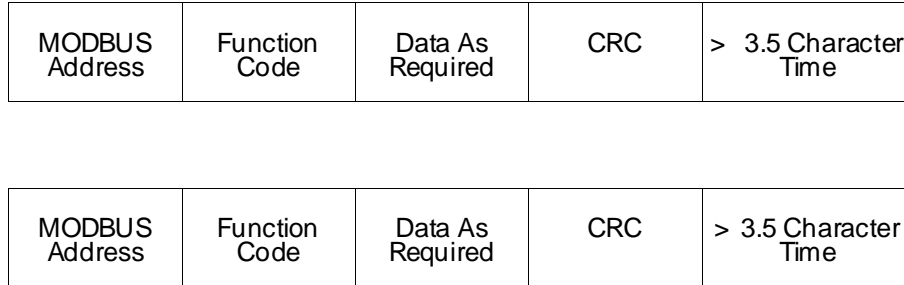 MODBUS Address
Function Code
Data As Required
CRC
> 3.5 Character Time
MODBUS Address
Function Code
Data As Required
CRC
> 3.5 Character Time